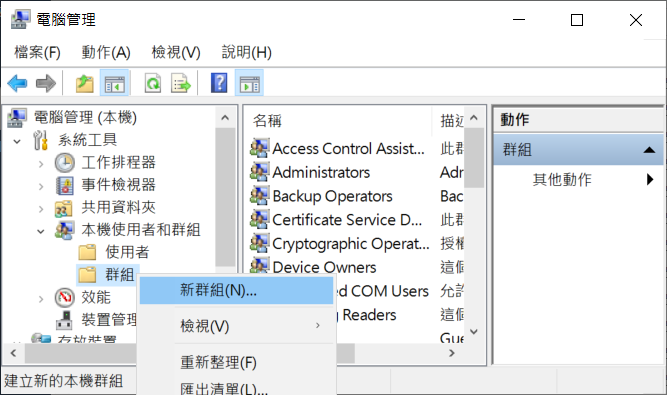 電腦管理
檔案(F) 動作(A) 檢視(V) 說明(H)
電腦管理 (本機)
系統工具
工作排程器
事件檢視器
共用資料夾
本機使用者和群組
使用者
群組
效能
裝置管理
存放裝置
新群組(N)...
檢視(V)
重新整理(F)
匯出清單(L)...
名稱 描述
Access Control Assist... 此群
Administrators Adr
Backup Operators Bac
Certificate Service D... 此群
Cryptographic Operat... 授權
Device Owners 這個
ed COM Users 允許
g Readers 這個
Gue
動作
群組
其他動作
建立新的本機群組